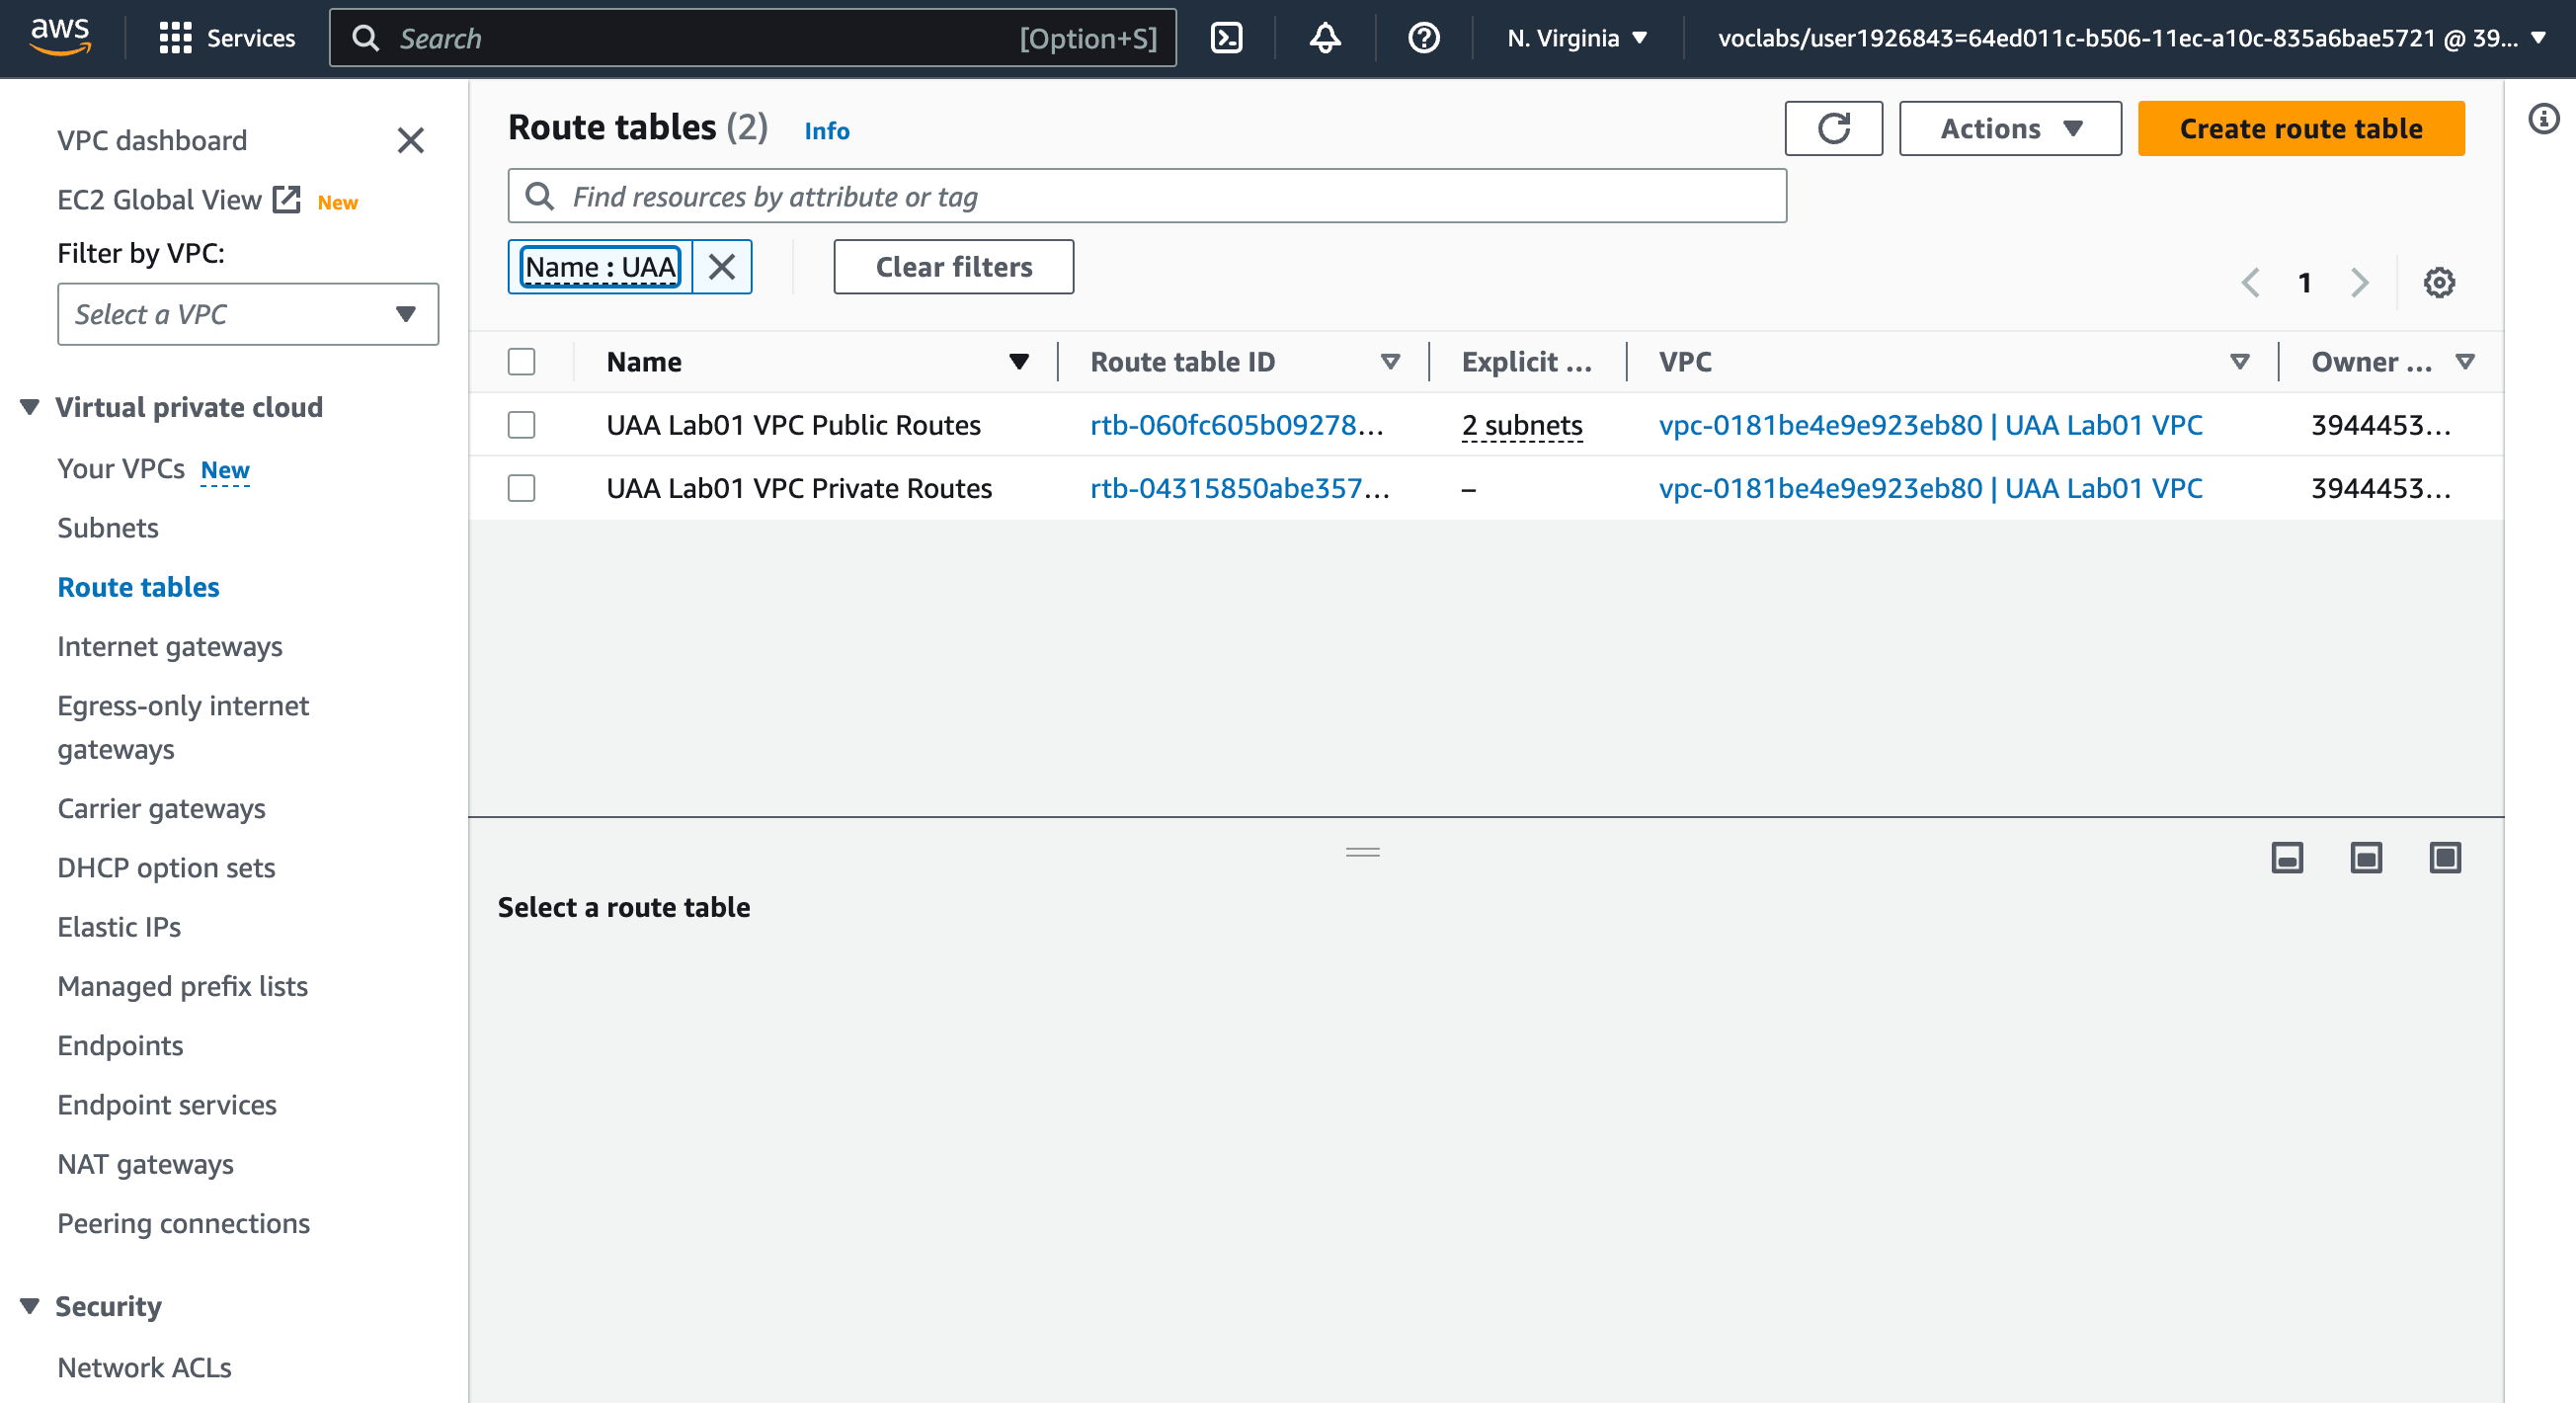 aws
Services
Search
[Option+S]
N. Virginia
voclabs/user1926843=64ed011c-b506-11ec-a10c-835a6bae5721 @ 39...
VPC dashboard
EC2 Global View New
Filter by VPC:
Select a VPC
Virtual private cloud
Your VPCs New
Subnets
Route tables
Internet gateways
Egress-only internet
gateways
Carrier gateways
DHCP option sets
Elastic IPs
Managed prefix lists
Endpoints
Endpoint services
NAT gateways
Peering connections
Security
Network ACLs
Route tables (2) Info
Actions
Create route table
Find resources by attribute or tag
Name : UAA
Clear filters
1
Name Route table ID Explicit ... VPC Owner ...
UAA Lab01 VPC Public Routes rtb-060fc605b09278... 2 subnets vpc-0181be4e9e923eb80 | UAA Lab01 VPC 3944453...
UAA Lab01 VPC Private Routes rtb-04315850abe357... – vpc-0181be4e9e923eb80 | UAA Lab01 VPC 3944453...
Select a route table